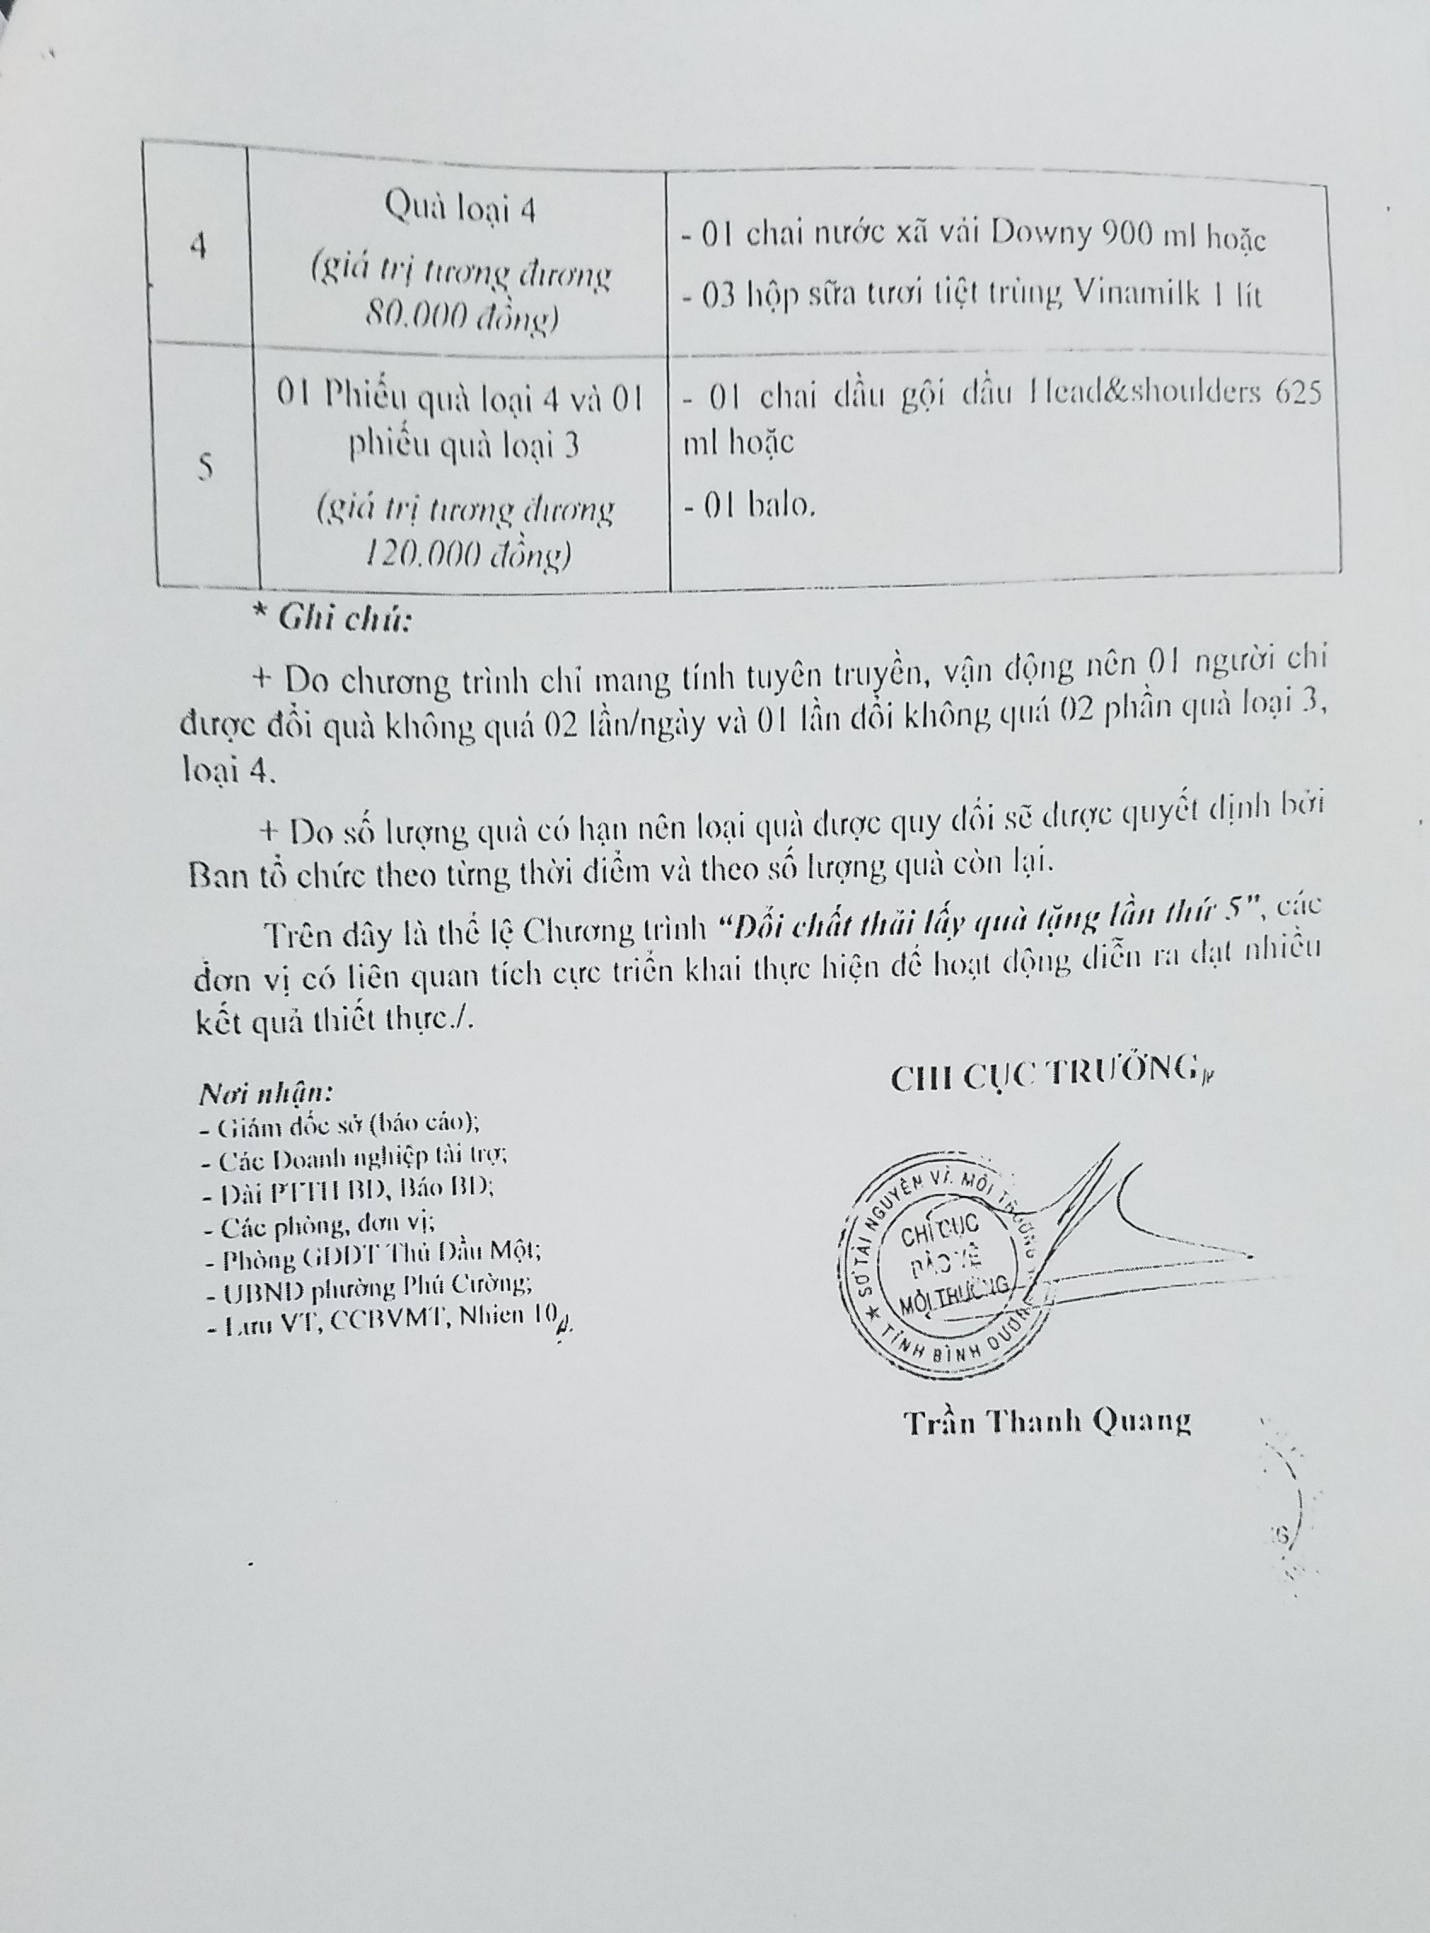 4
Quà loại 4
(giá trị tương đương
80.000 đồng)
- 01 chai nước xã vải Downy 900 ml hoặc
- 03 hộp sữa tươi tiệt trùng Vinamilk 1 lít
5
01 Phiếu quà loại 4 và 01
phiếu quà loại 3
(giá trị tương đương
120.000 đồng)
- 01 chai dầu gội đầu Head&shoulders 625
ml hoặc
- 01 balo.
* Ghi chú:
+ Do chương trình chỉ mang tính tuyên truyền, vận động nên 01 người chỉ
được đổi quà không quá 02 lần/ngày và 01 lần đổi không quá 02 phần quà loại 3,
loại 4.
+ Do số lượng quà có hạn nên loại quà được quy đổi sẽ được quyết định bởi
Ban tổ chức theo từng thời điểm và theo số lượng quà còn lại.
Trên đây là thể lệ Chương trình “Đổi chất thải lấy quà tặng lần thứ 5”, các
đơn vị có liên quan tích cực triển khai thực hiện để hoạt động diễn ra đạt nhiều
kết quả thiết thực./.
Nơi nhận:
- Giám đốc sở (báo cáo);
- Các Doanh nghiệp tài trợ;
- Đài PTTH BD, Báo BD;
- Các phòng, đơn vị;
- Phòng GDĐT Thủ Dầu Một;
- UBND phường Phú Cường;
- Lưu VT, CCBVMT, Nhien 10
CHI CỤC TRƯỞNG
SỞ TÀI NGUYÊN VÀ MÔI TRƯỜNG
CHI CỤC
BẢO VỆ
MÔI TRƯỜNG
★ TỈNH BÌNH DƯƠNG
Trần Thanh Quang